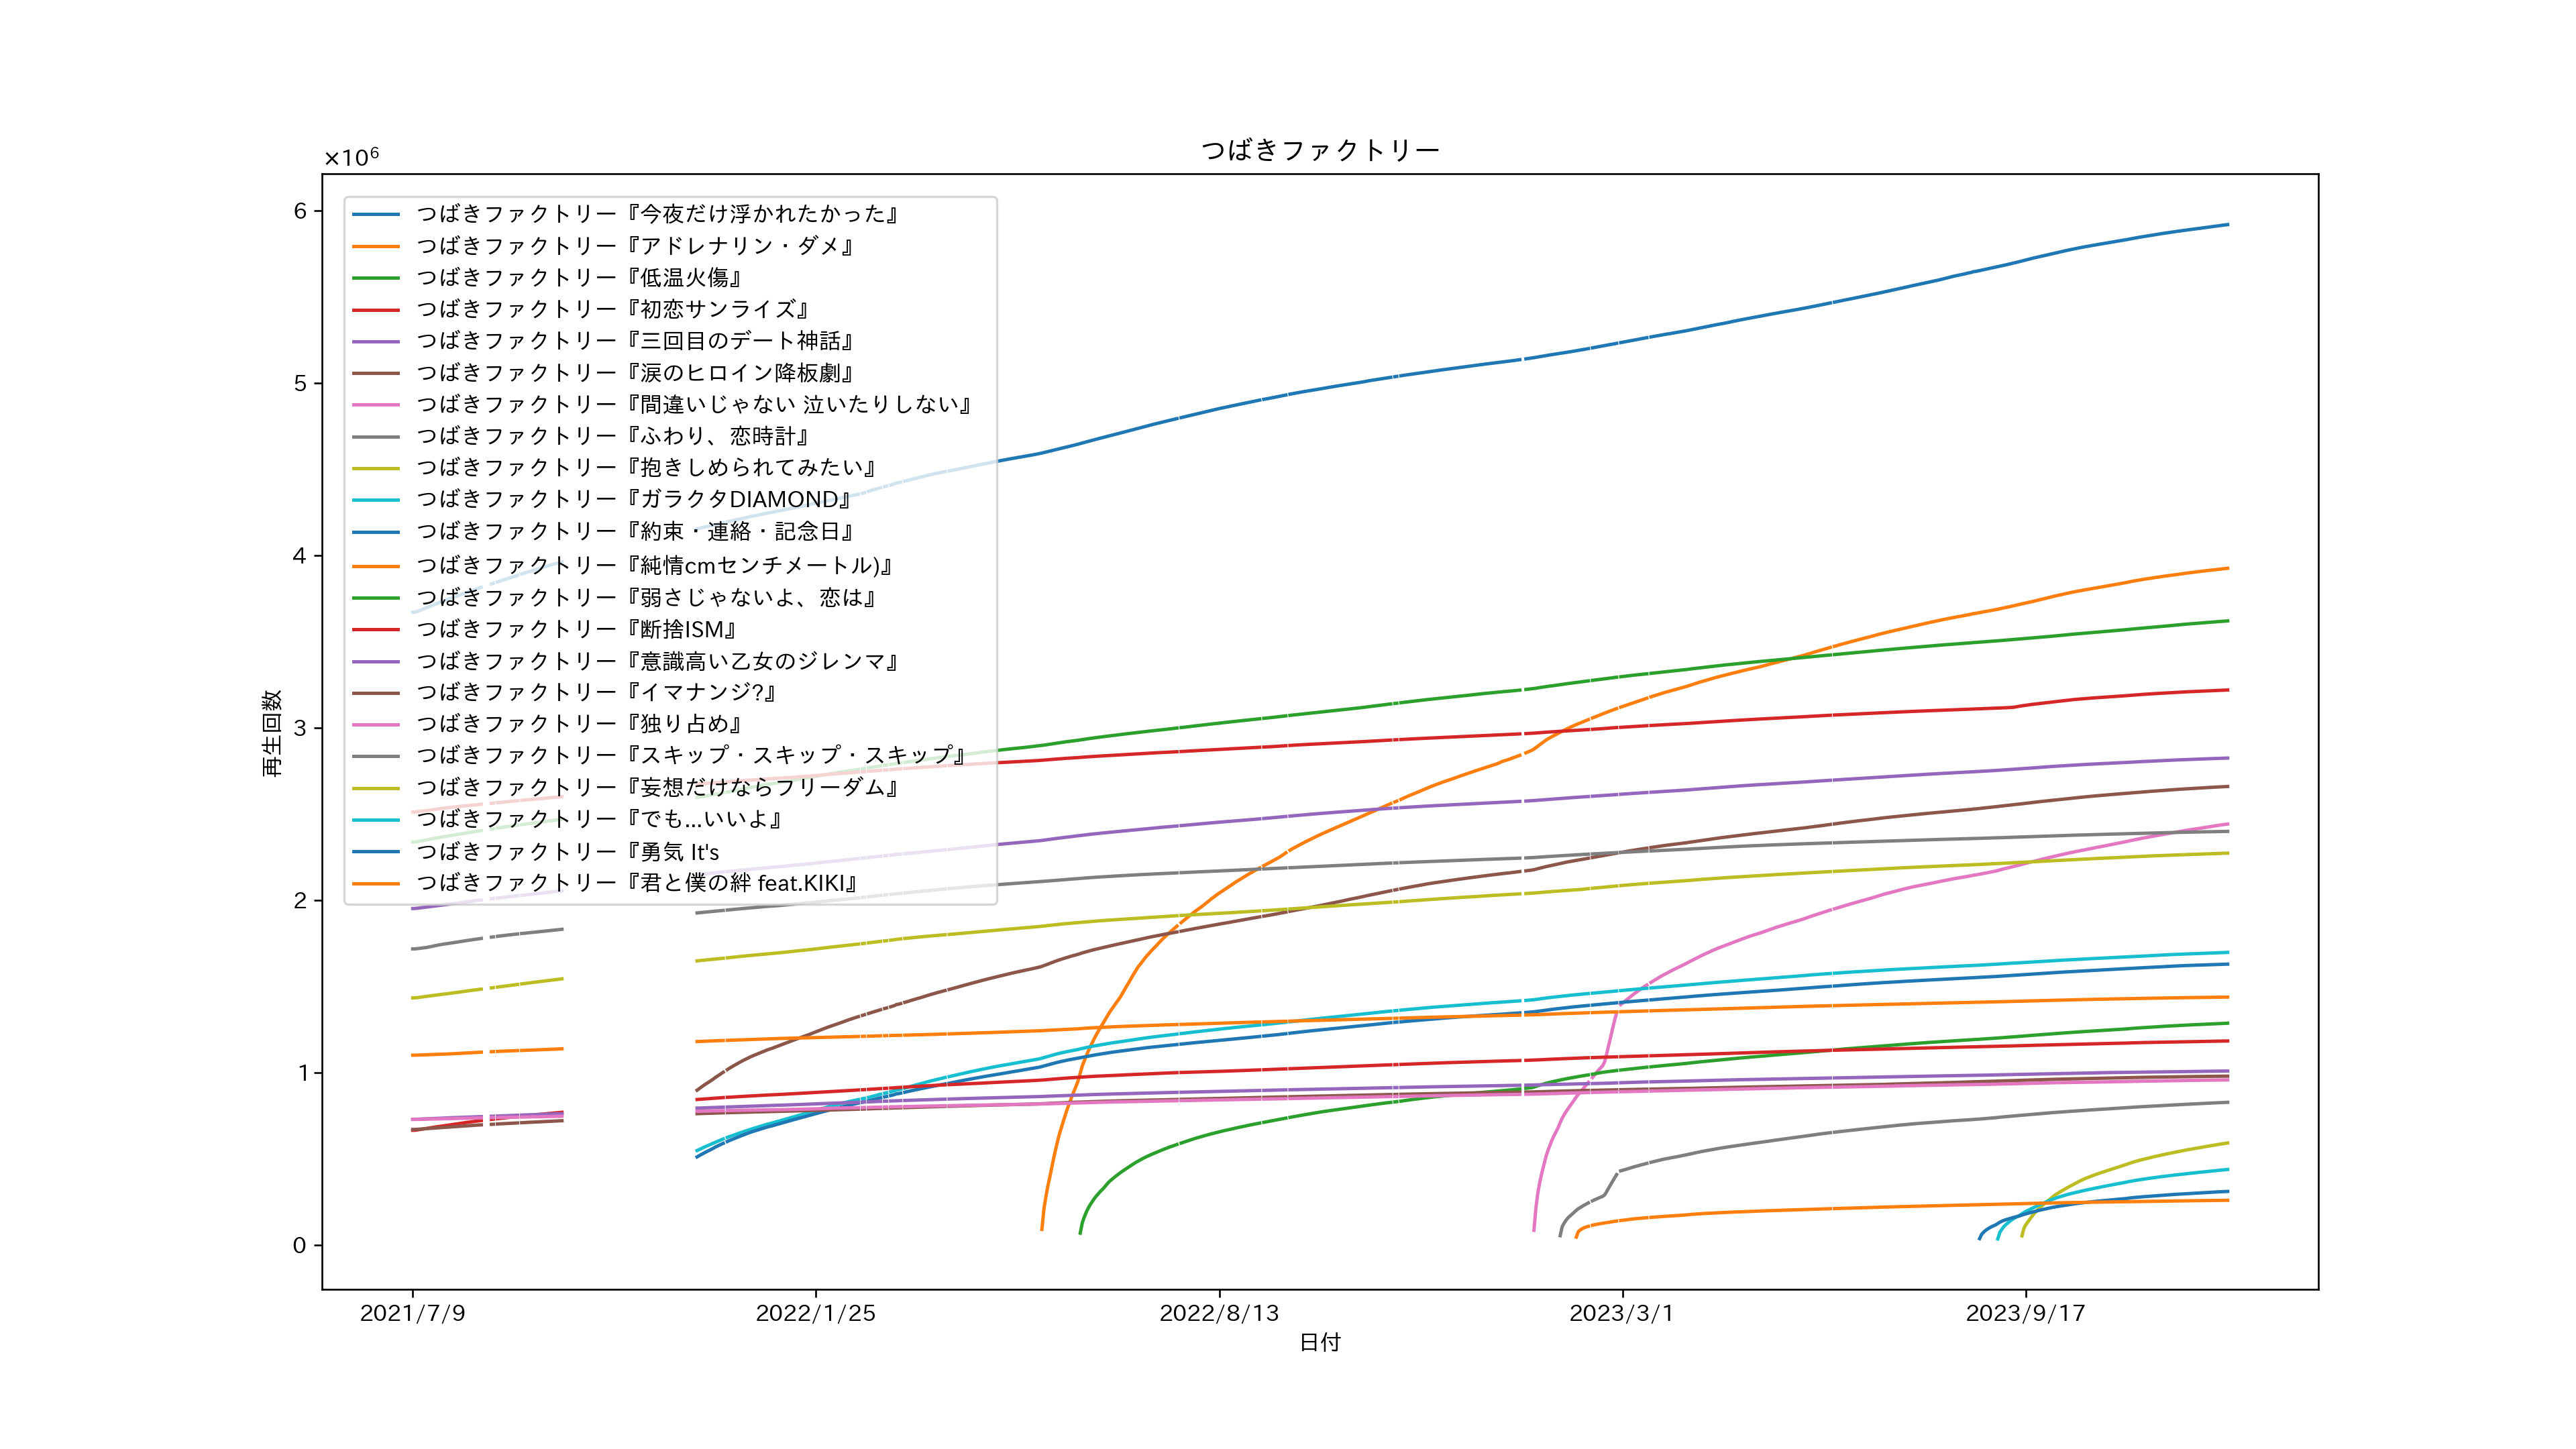 つばきファクトリー
×10⁶
6
5
4
3
2
1
0
再生回数
つばきファクトリー『今夜だけ浮かれたかった』
つばきファクトリー『アドレナリン・ダメ』
つばきファクトリー『低温火傷』
つばきファクトリー『初恋サンライズ』
つばきファクトリー『三回目のデート神話』
つばきファクトリー『涙のヒロイン降板劇』
つばきファクトリー『間違いじゃない 泣いたりしない』
つばきファクトリー『ふわり、恋時計』
つばきファクトリー『抱きしめられてみたい』
つばきファクトリー『ガラクタDIAMOND』
つばきファクトリー『約束・連絡・記念日』
つばきファクトリー『純情cmセンチメートル)』
つばきファクトリー『弱さじゃないよ、恋は』
つばきファクトリー『断捨ISM』
つばきファクトリー『意識高い乙女のジレンマ』
つばきファクトリー『イマナンジ?』
つばきファクトリー『独り占め』
つばきファクトリー『スキップ・スキップ・スキップ』
つばきファクトリー『妄想だけならフリーダム』
つばきファクトリー『でも...いいよ』
つばきファクトリー『勇気 It's
つばきファクトリー『君と僕の絆 feat.KIKI』
2021/7/9
2022/1/25
2022/8/13
2023/3/1
2023/9/17
日付